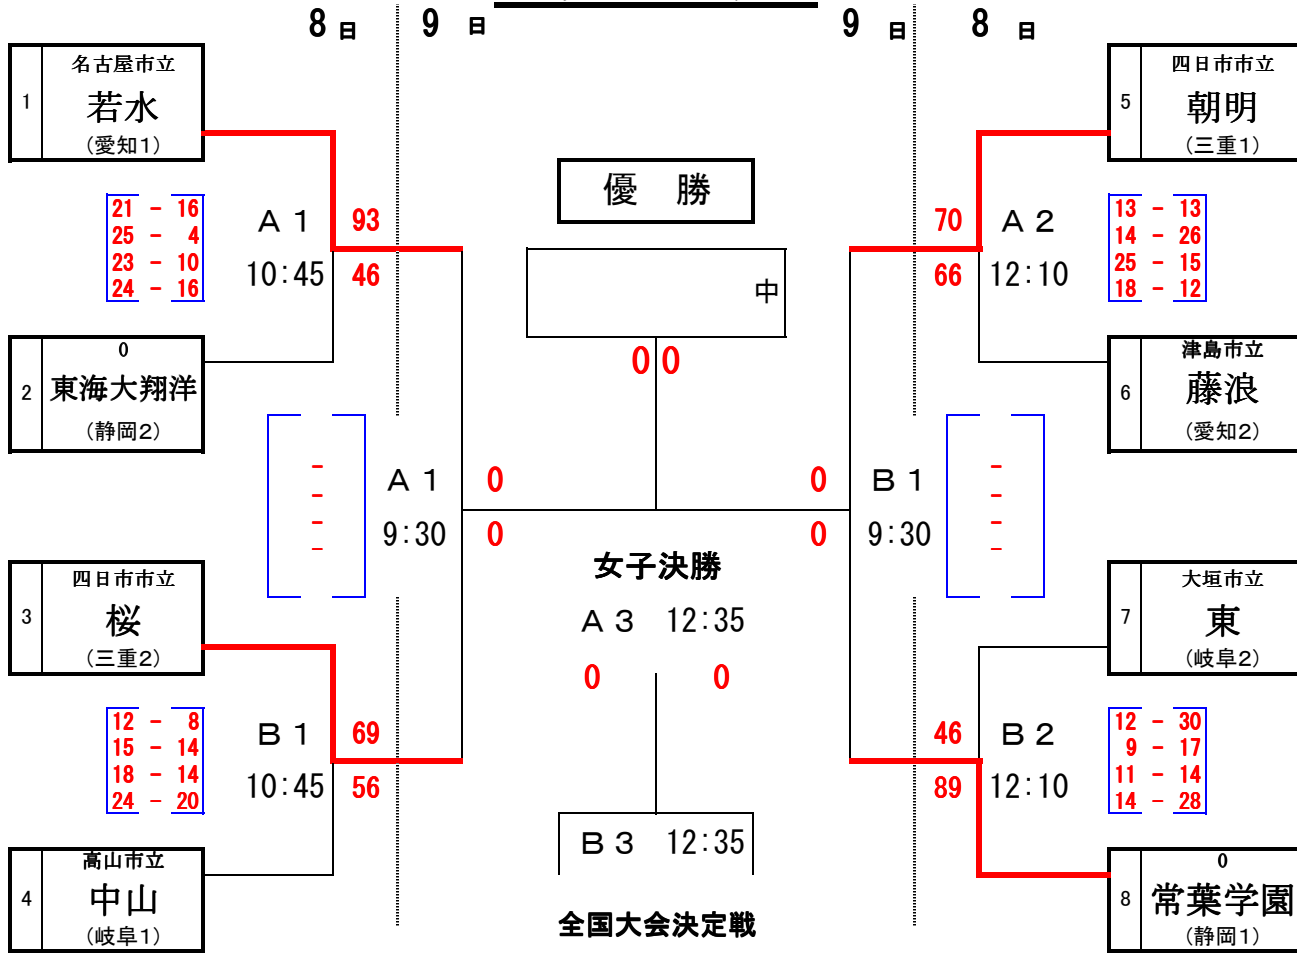 8日 9日 9日 8日
1 名古屋市立
若水
(愛知1)
5 四日市市立
朝明
(三重1)
優 勝
中
0 0
21 - 16
25 - 4
23 - 10
24 - 16
A 1 93
10:45 46
70 A 2
66 12:10
13 - 13
14 - 26
25 - 15
18 - 12
2 0
東海大翔洋
(静岡2)
6 津島市立
藤浪
(愛知2)
-
-
-
-
A 1 0
9:30 0
0 B 1
0 9:30
-
-
-
-
女子決勝
A 3 12:35
0 0
3 四日市市立
桜
(三重2)
7 大垣市立
東
(岐阜2)
12 - 8
15 - 14
18 - 14
24 - 20
B 1 69
10:45 56
46 B 2
89 12:10
12 - 30
9 - 17
11 - 14
14 - 28
B 3 12:35
全国大会決定戦
4 高山市立
中山
(岐阜1)
8 0
常葉学園
(静岡1)